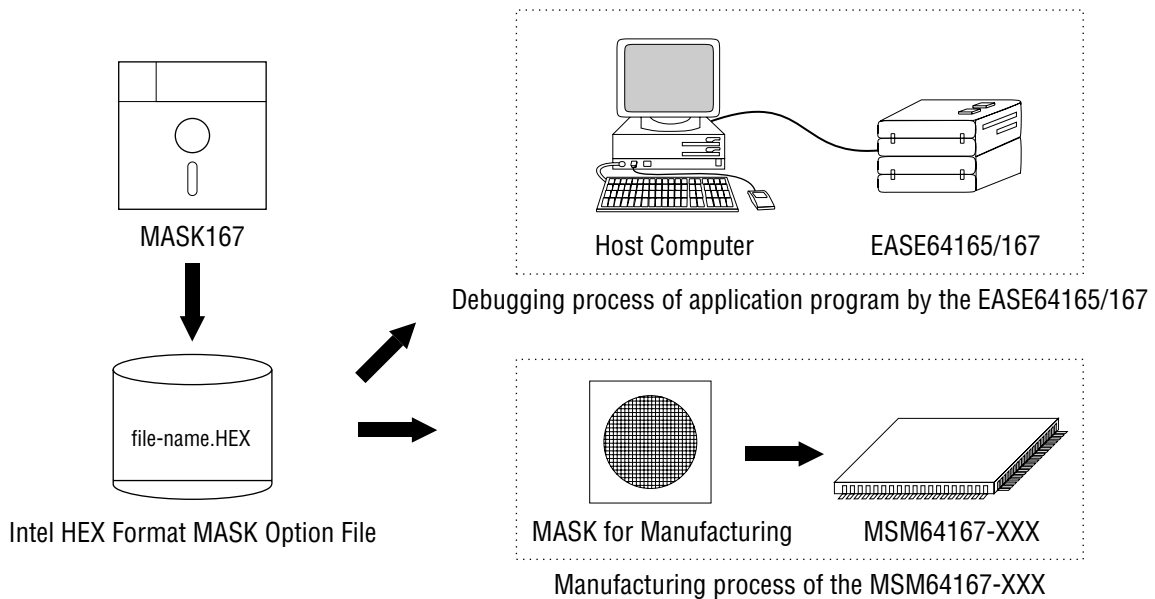 MASK167
Host Computer
EASE64165/167
Debugging process of application program by the EASE64165/167
file-name.HEX
Intel HEX Format MASK Option File
MASK for Manufacturing
MSM64167-XXX
Manufacturing process of the MSM64167-XXX